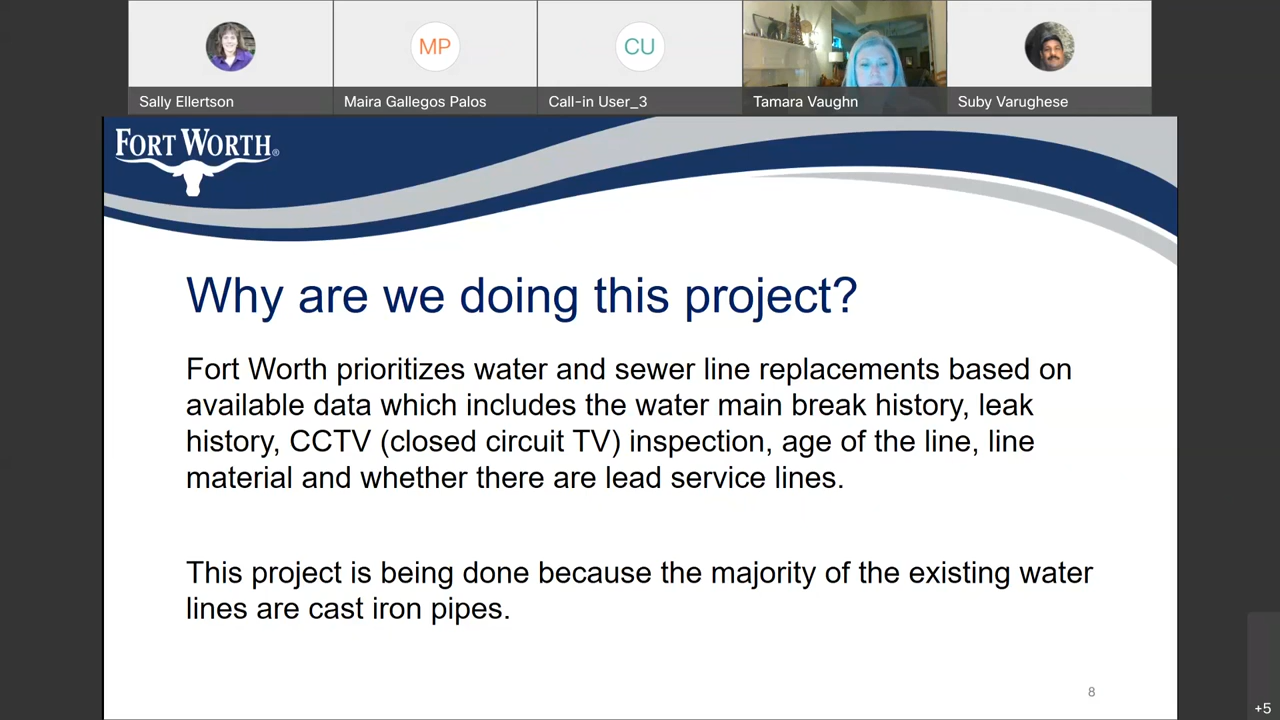 MP
CU
Sally Ellertson
Maira Gallegos Palos
Call-in User_3
Tamara Vaughn
Suby Varughese
FORT WORTH®
Why are we doing this project?
Fort Worth prioritizes water and sewer line replacements based on
available data which includes the water main break history, leak
history, CCTV (closed circuit TV) inspection, age of the line, line
material and whether there are lead service lines.
This project is being done because the majority of the existing water
lines are cast iron pipes.
8
+5